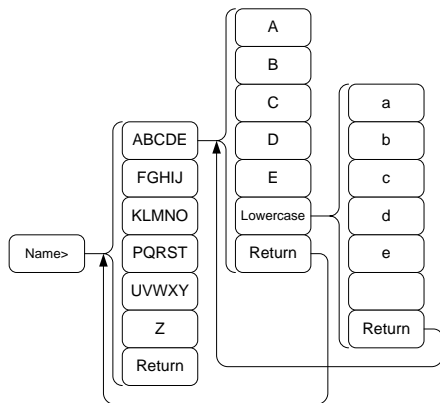 Name>
ABCDE
FGHIJ
KLMNO
PQRST
UVWXY
Z
Return
A
B
C
D
E
Lowercase
Return
a
b
c
d
e
Return